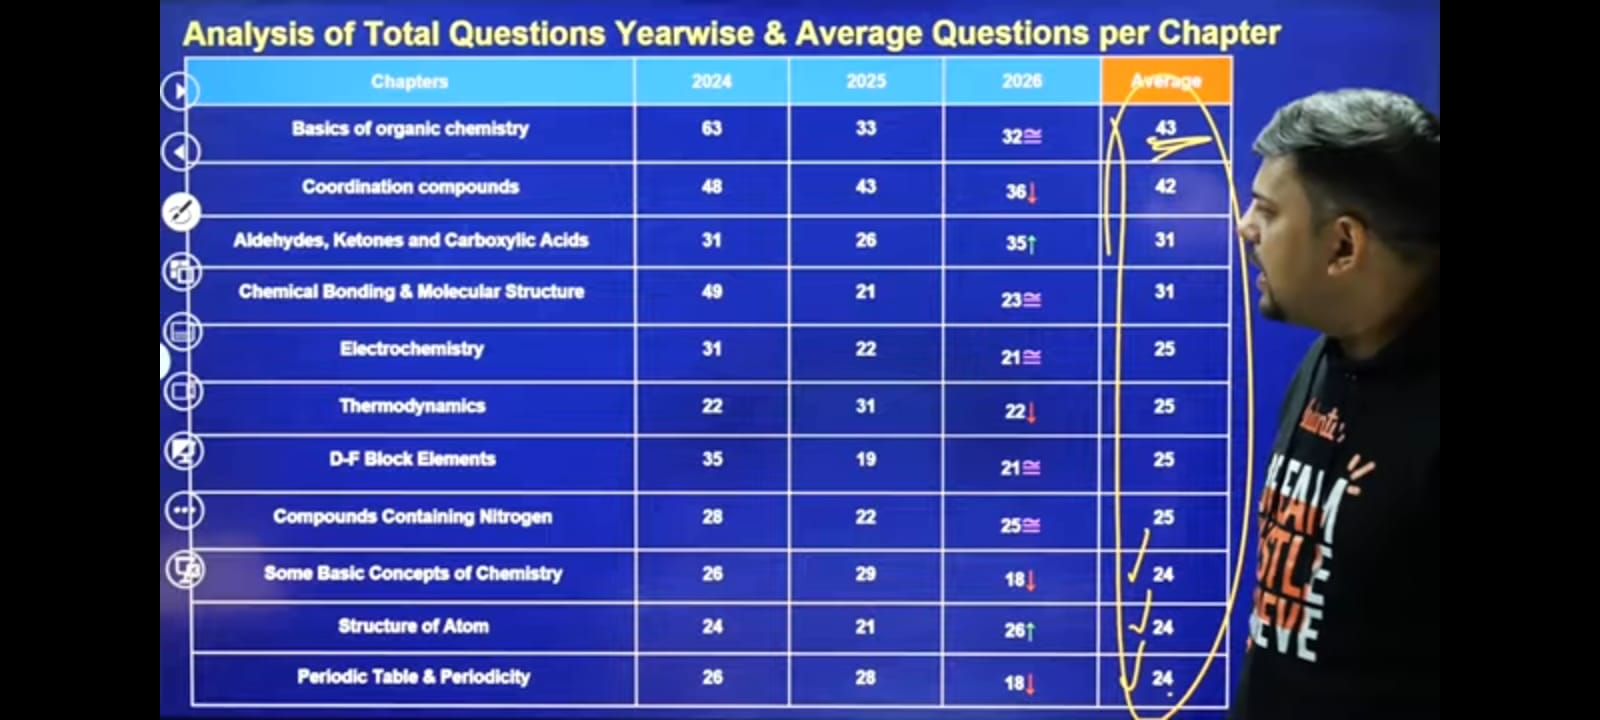 Analysis of Total Questions Yearwise & Average Questions per Chapter
Chapters 2024 2025 2026 Average
Basics of organic chemistry 63 33 32≅ 43
Coordination compounds 48 43 36↓ 42
Aldehydes, Ketones and Carboxylic Acids 31 26 35↑ 31
Chemical Bonding & Molecular Structure 49 21 23≅ 31
Electrochemistry 31 22 21≅ 25
Thermodynamics 22 31 22↓ 25
D-F Block Elements 35 19 21≅ 25
Compounds Containing Nitrogen 28 22 25≅ 25
Some Basic Concepts of Chemistry 26 29 18↓ 24
Structure of Atom 24 21 26↑ 24
Periodic Table & Periodicity 26 28 18↓ 24